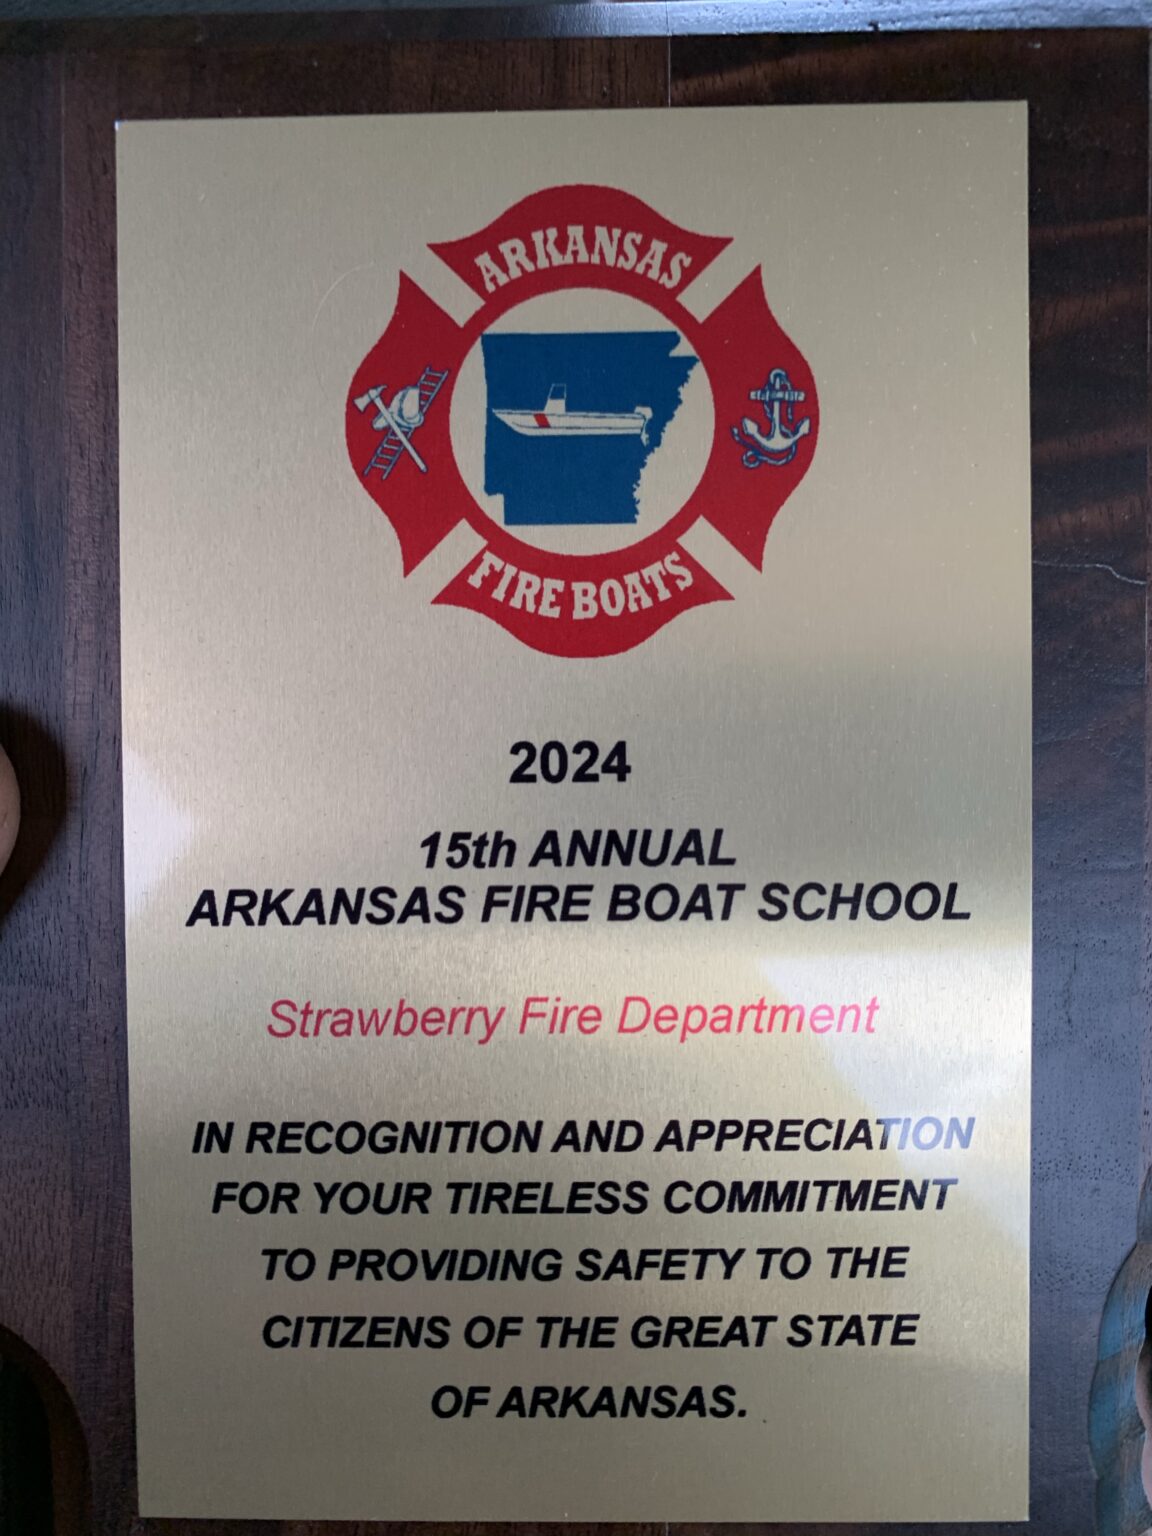 ARKANSAS
FIRE BOATS
2024
15th ANNUAL
ARKANSAS FIRE BOAT SCHOOL
Strawberry Fire Department
IN RECOGNITION AND APPRECIATION
FOR YOUR TIRELESS COMMITMENT
TO PROVIDING SAFETY TO THE
CITIZENS OF THE GREAT STATE
OF ARKANSAS.